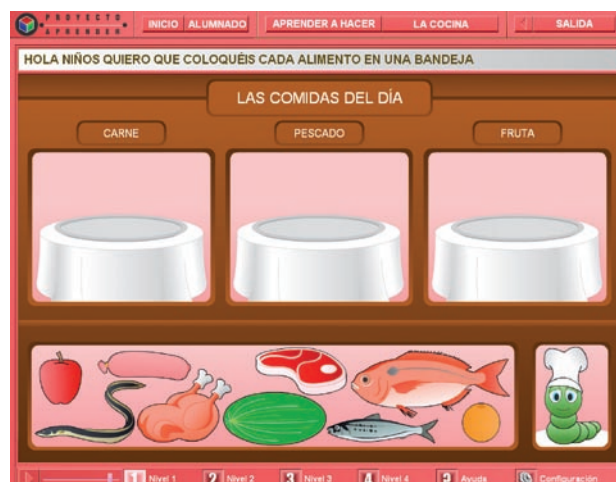 PROYECTO
APRENDER
INICIO ALUMNADO APRENDER A HACER LA COCINA SALIDA
HOLA NIÑOS QUIERO QUE COLOQUÉIS CADA ALIMENTO EN UNA BANDEJA
LAS COMIDAS DEL DÍA
CARNE PESCADO FRUTA
1 Nivel 1 2 Nivel 2 3 Nivel 3 4 Nivel 4 ? Ayuda Configuración